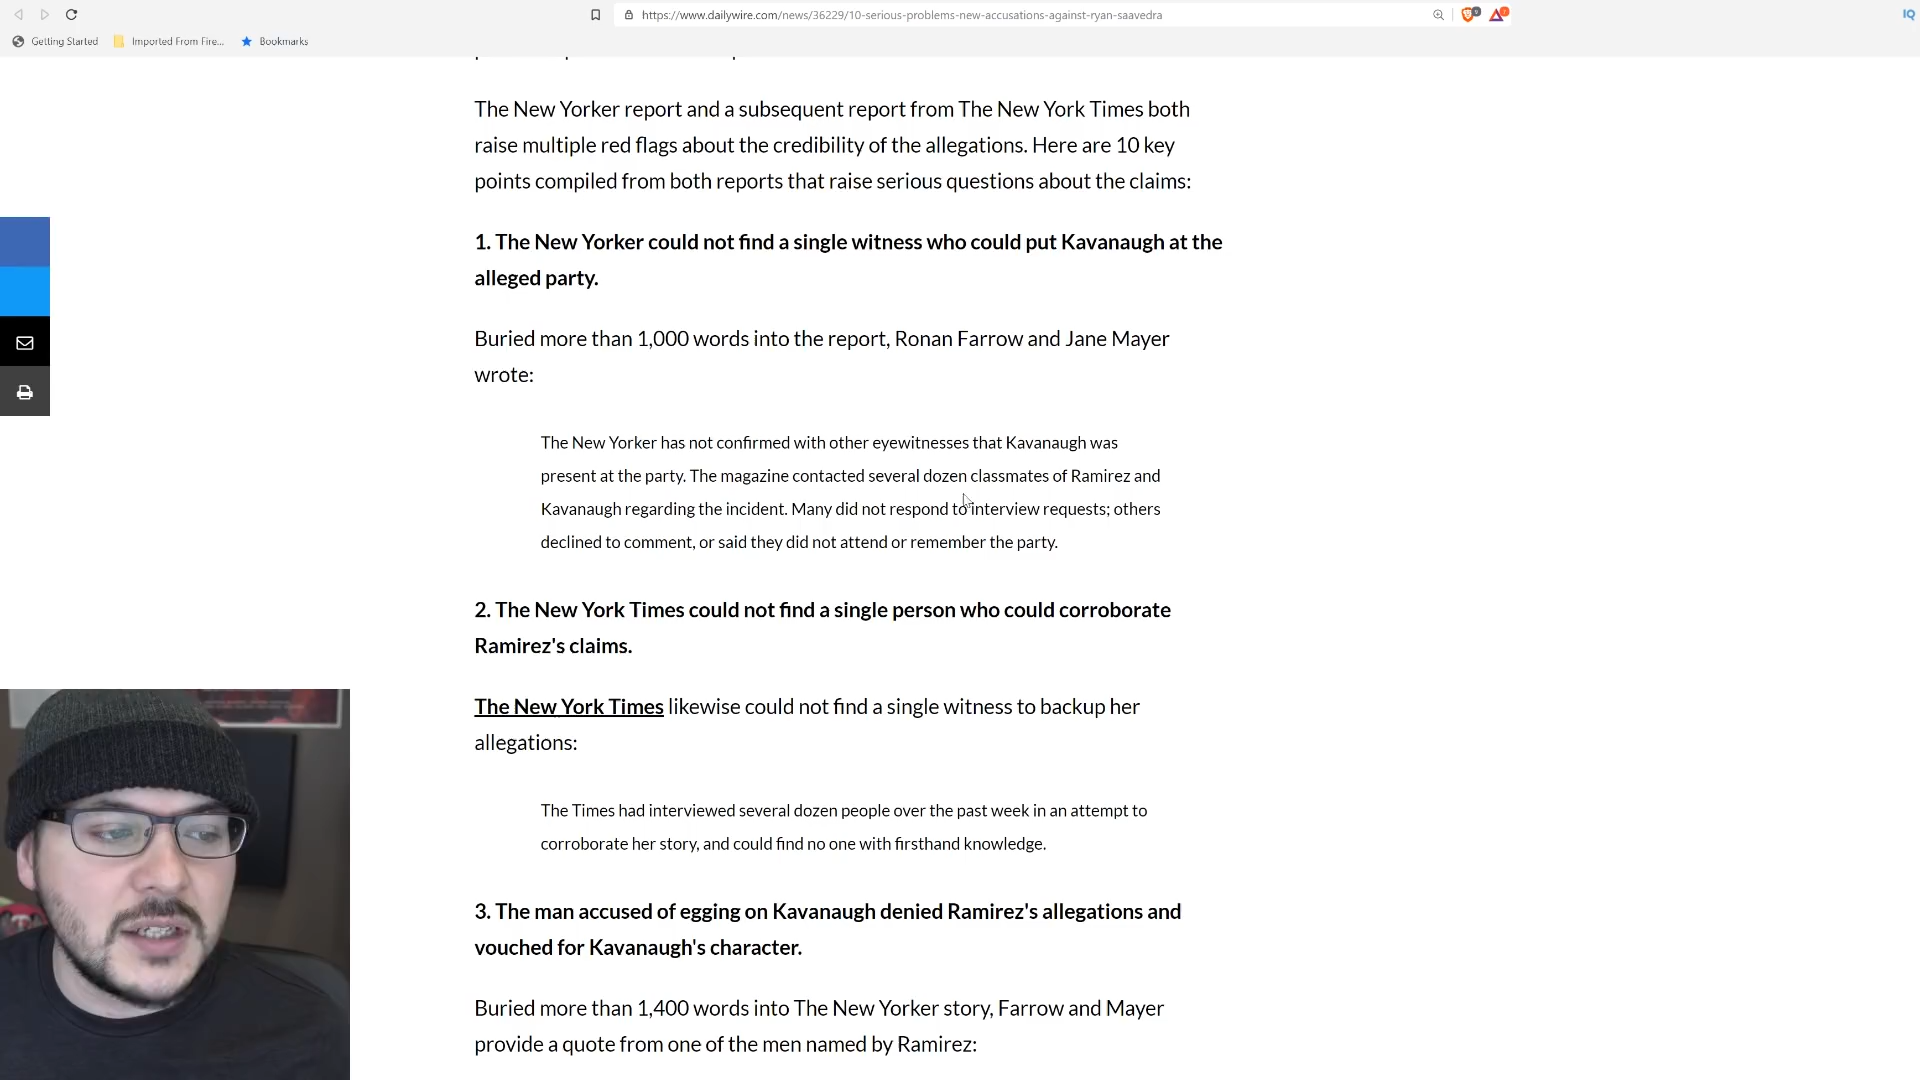 https://www.dailywire.com/news/36229/10-serious-problems-new-accusations-against-ryan-saavedra
IQ
Getting Started
Imported From Fire...
Bookmarks
The New Yorker report and a subsequent report from The New York Times both
raise multiple red flags about the credibility of the allegations. Here are 10 key
points compiled from both reports that raise serious questions about the claims:
1. The New Yorker could not find a single witness who could put Kavanaugh at the
alleged party.
Buried more than 1,000 words into the report, Ronan Farrow and Jane Mayer
wrote:
The New Yorker has not confirmed with other eyewitnesses that Kavanaugh was
present at the party. The magazine contacted several dozen classmates of Ramirez and
Kavanaugh regarding the incident. Many did not respond to interview requests; others
declined to comment, or said they did not attend or remember the party.
2. The New York Times could not find a single person who could corroborate
Ramirez's claims.
The New York Times likewise could not find a single witness to backup her
allegations:
The Times had interviewed several dozen people over the past week in an attempt to
corroborate her story, and could find no one with firsthand knowledge.
3. The man accused of egging on Kavanaugh denied Ramirez's allegations and
vouched for Kavanaugh's character.
Buried more than 1,400 words into The New Yorker story, Farrow and Mayer
provide a quote from one of the men named by Ramirez: